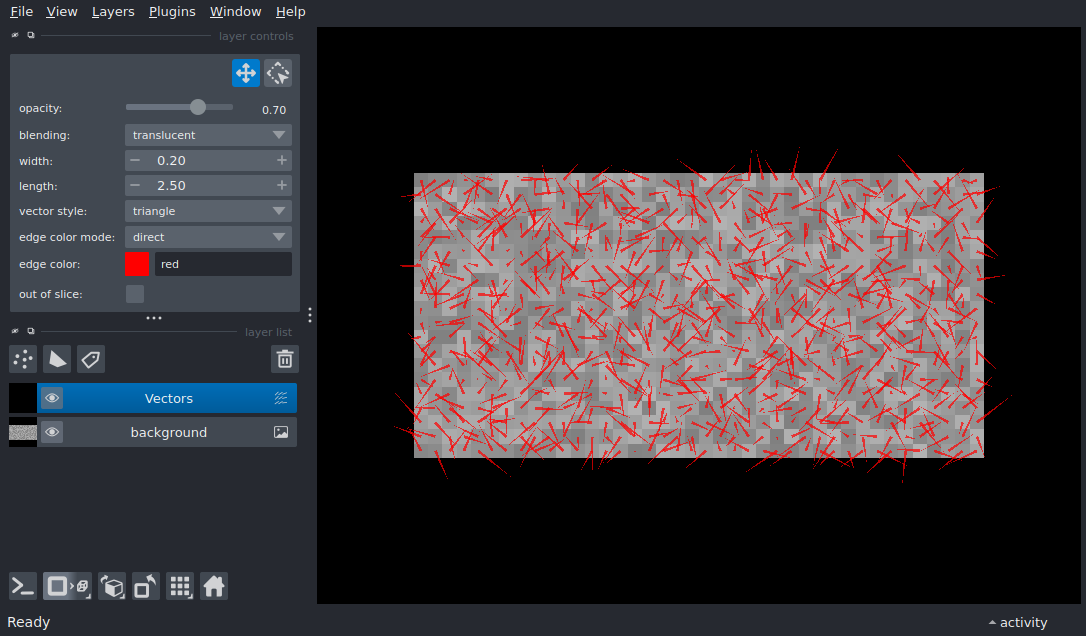 File View Layers Plugins Window Help
layer controls
opacity: 0.70
blending: translucent
width: − 0.20 +
length: − 2.50 +
vector style: triangle
edge color mode: direct
edge color: red
out of slice:
layer list
Vectors
background
Ready activity